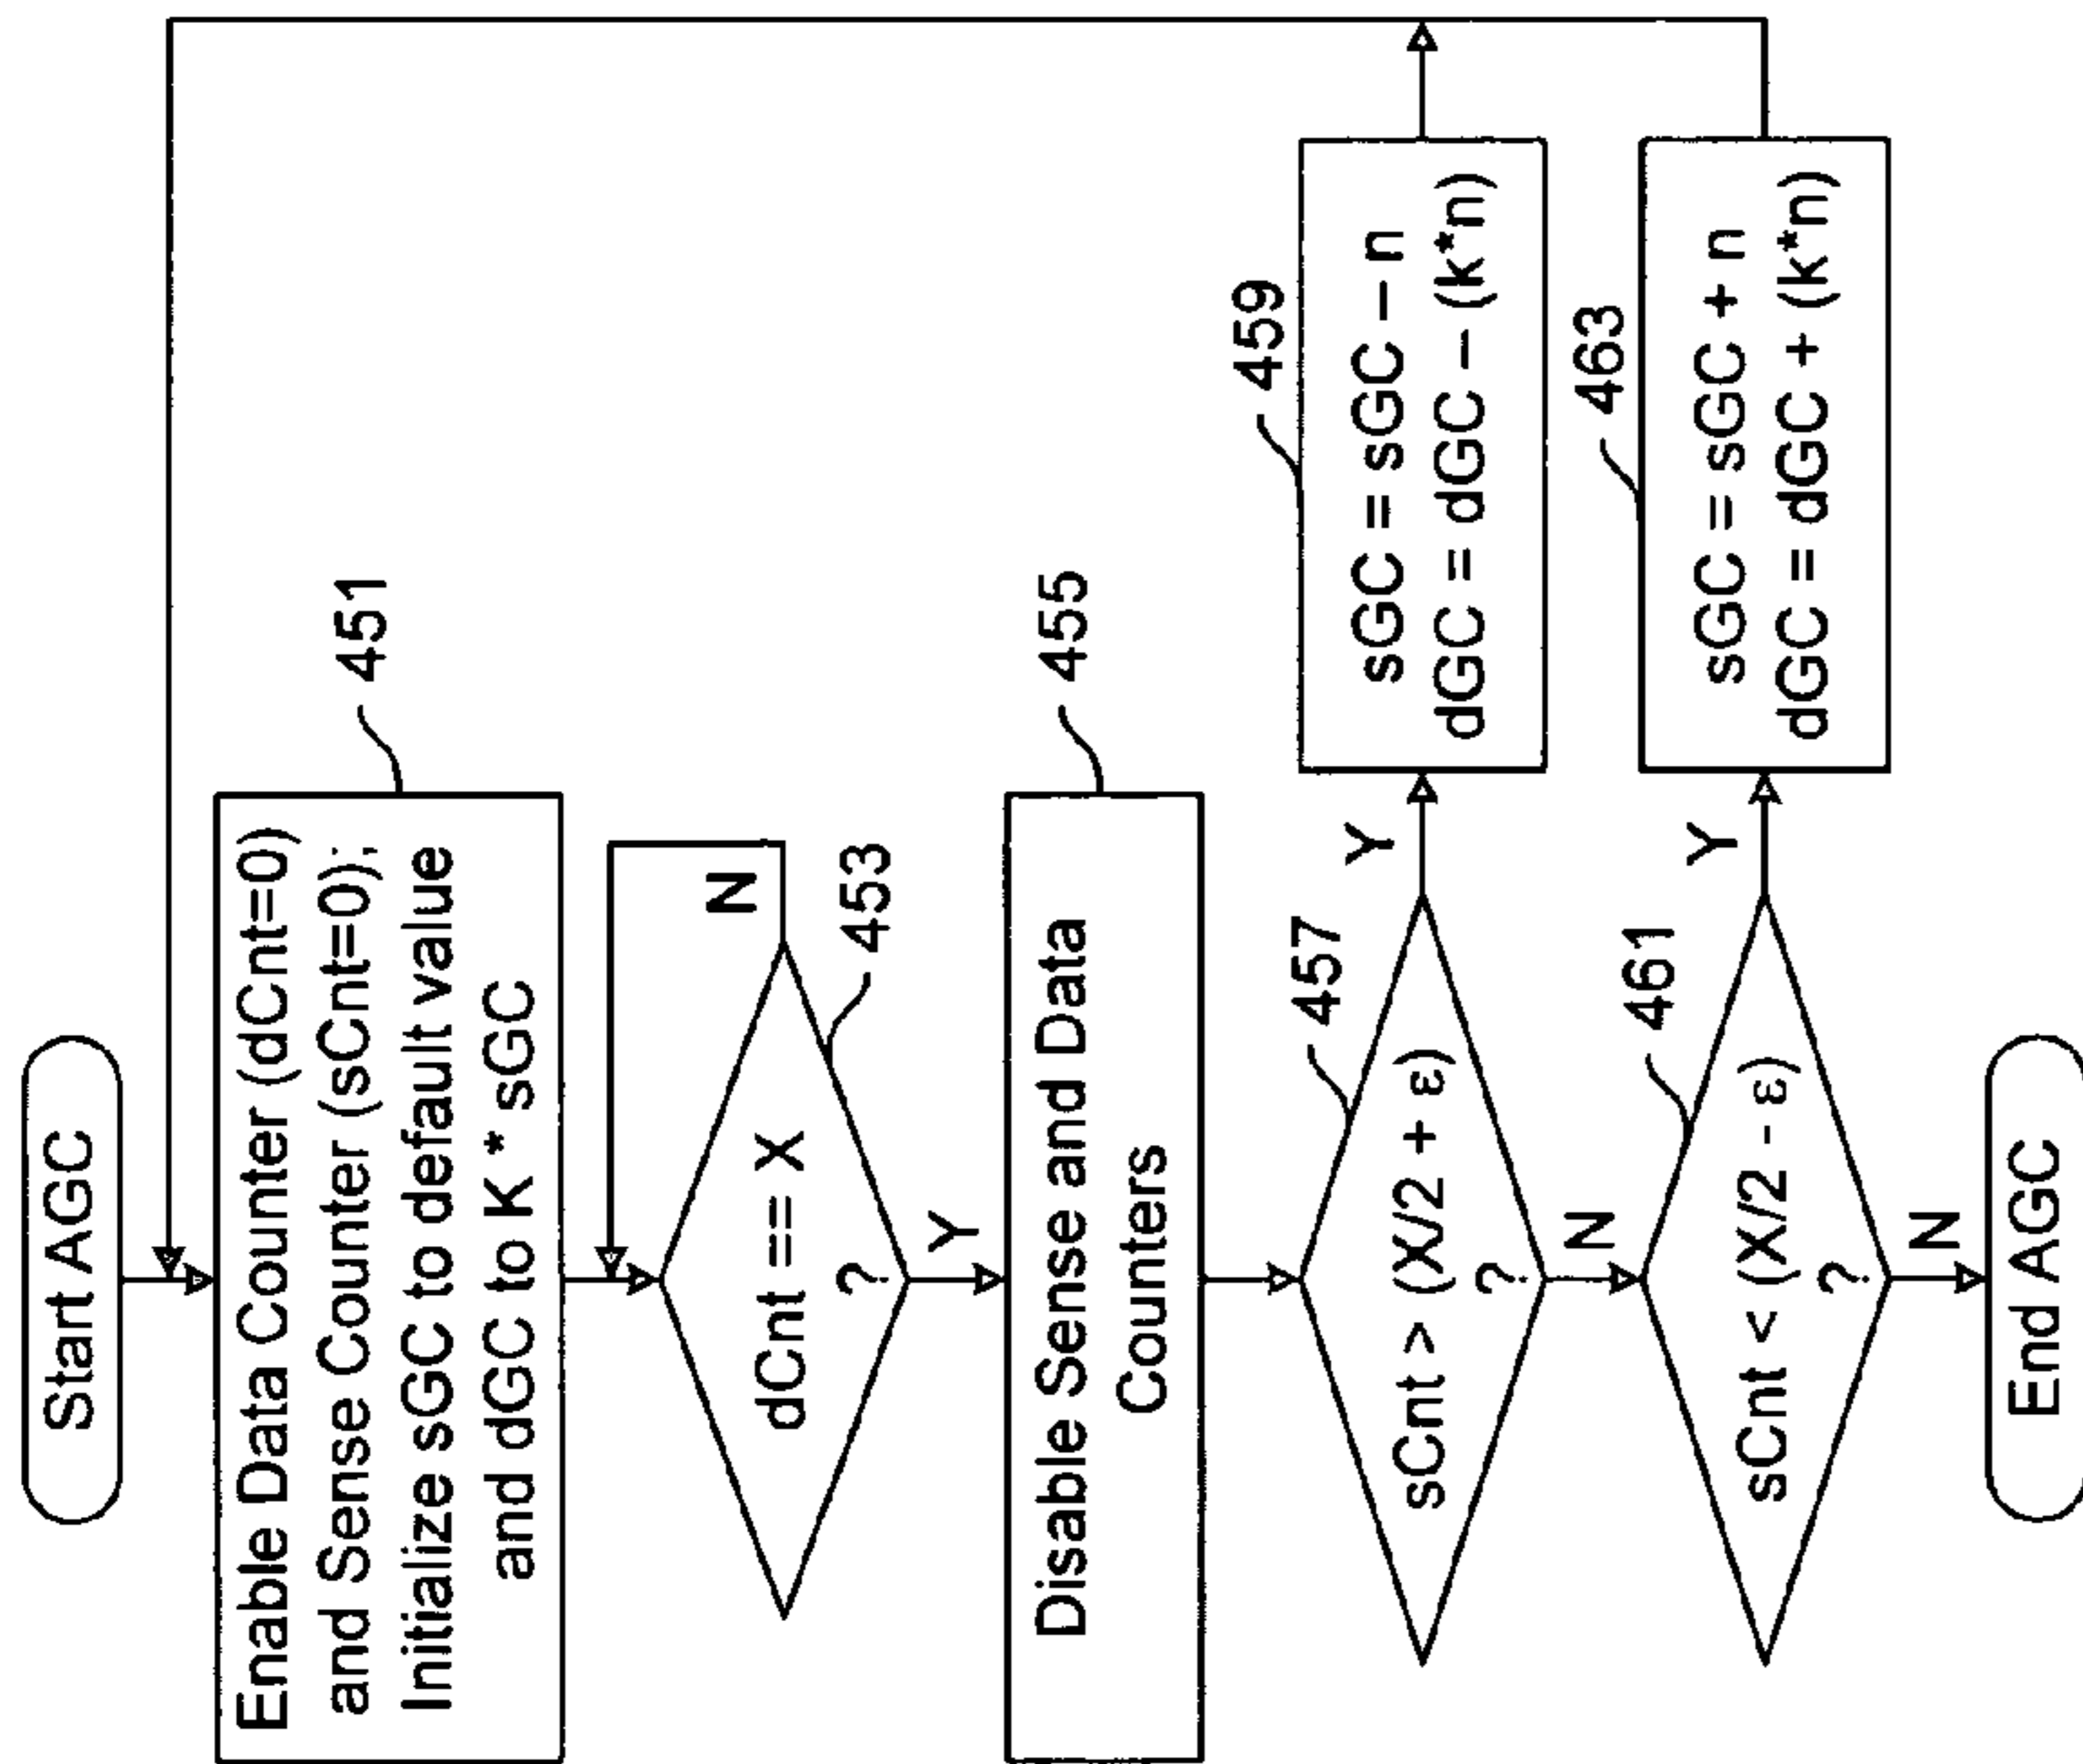 Start AGC
451
Enable Data Counter (dCnt=0)
and Sense Counter (sCnt=0);
Initialize sGC to default value
and dGC to K * sGC
N
453
dCnt == X
?
Y
455
Disable Sense and Data
Counters
457
sCnt > (X/2 + ε)
?
Y
459
sGC = sGC – n
dGC = dGC – (k*n)
N
461
sCnt < (X/2 - ε)
?
Y
463
sGC = sGC + n
dGC = dGC + (k*n)
N
End AGC